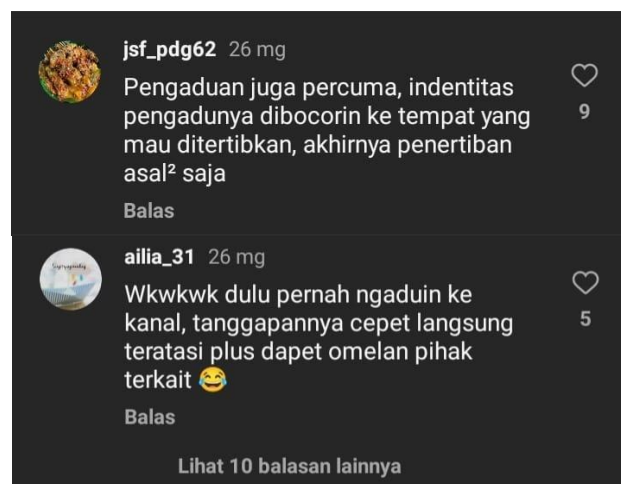 jsf_pdg62 26 mg
Pengaduan juga percuma, indentitas
pengadunya dibocorin ke tempat yang
mau ditertibkan, akhirnya penertiban
asal² saja
9
Balas
ailia_31 26 mg
Wkwkwk dulu pernah ngaduin ke
kanal, tanggapannya cepet langsung
teratasi plus dapet omelan pihak
terkait 😂
5
Balas
Lihat 10 balasan lainnya